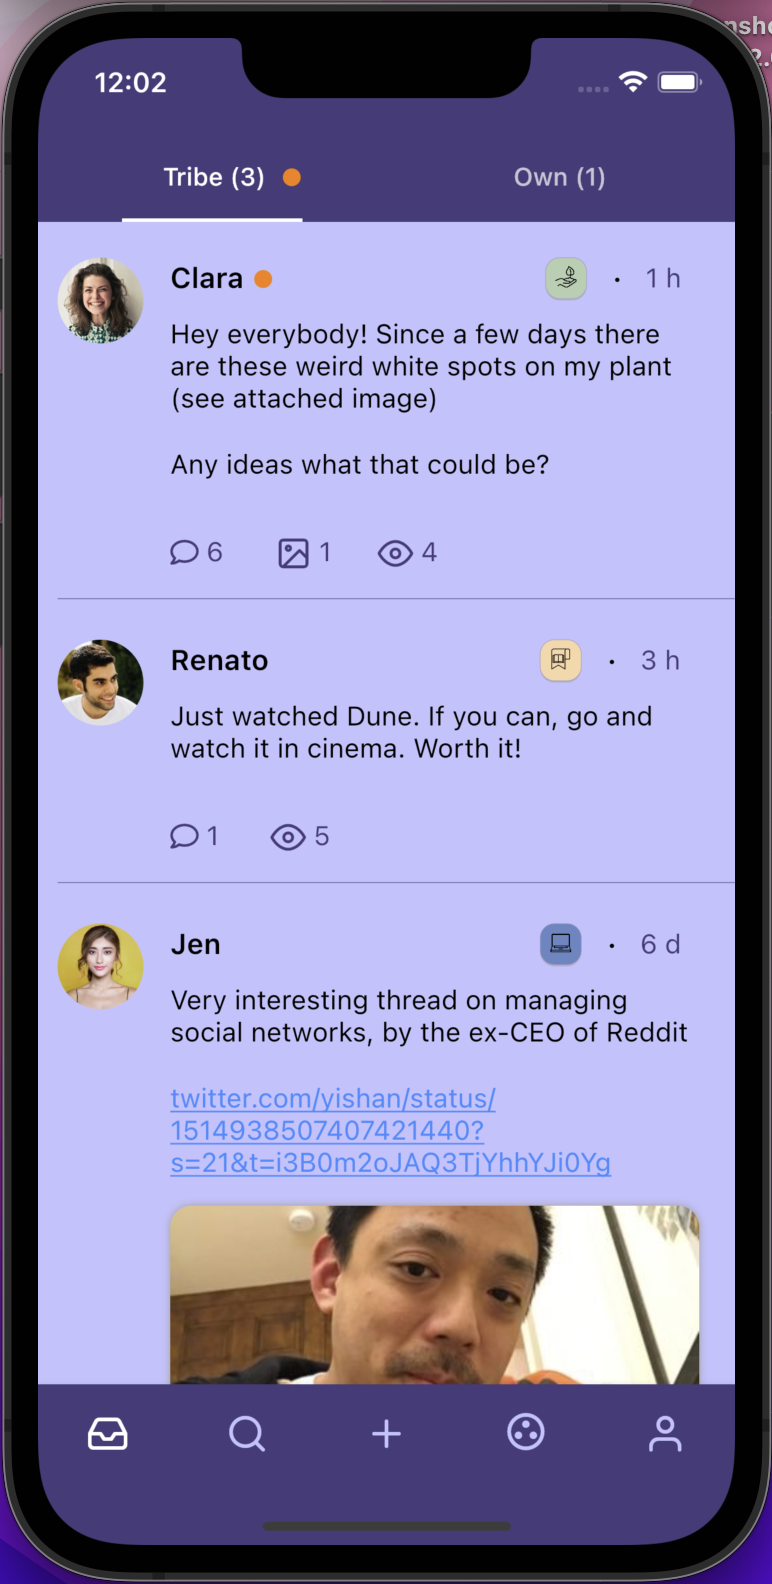 nsho
2.
12:02
Tribe (3)
Own (1)
Clara
· 1 h
Hey everybody! Since a few days there
are these weird white spots on my plant
(see attached image)
Any ideas what that could be?
6
1
4
Renato
· 3 h
Just watched Dune. If you can, go and
watch it in cinema. Worth it!
1
5
Jen
· 6 d
Very interesting thread on managing
social networks, by the ex-CEO of Reddit
twitter.com/yishan/status/
1514938507407421440?
s=21&t=i3B0m2oJAQ3TjYhhYJi0Yg